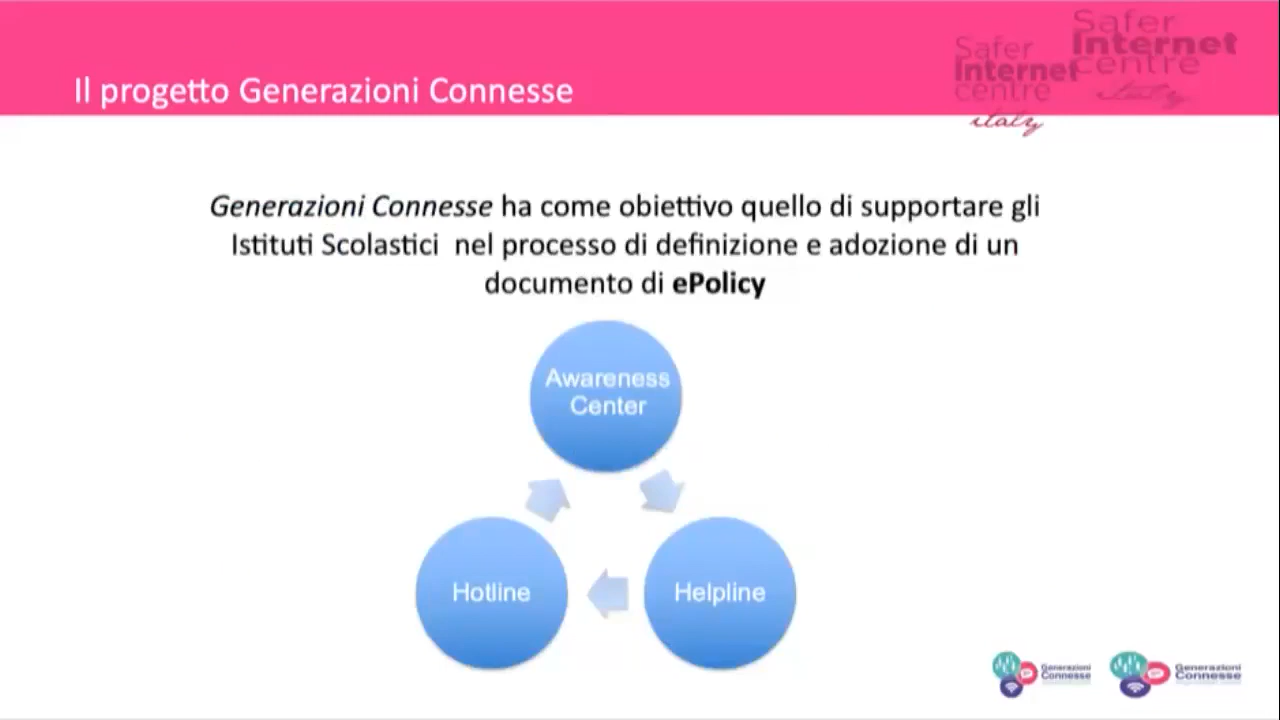 Il progetto Generazioni Connesse
Safer
Internet
centre
italy
Safer
Internet
centre
Italy
Generazioni Connesse ha come obiettivo quello di supportare gli
Istituti Scolastici nel processo di definizione e adozione di un
documento di ePolicy
Awareness
Center
Hotline
Helpline
Generazioni
Connesse
Generazioni
Connesse